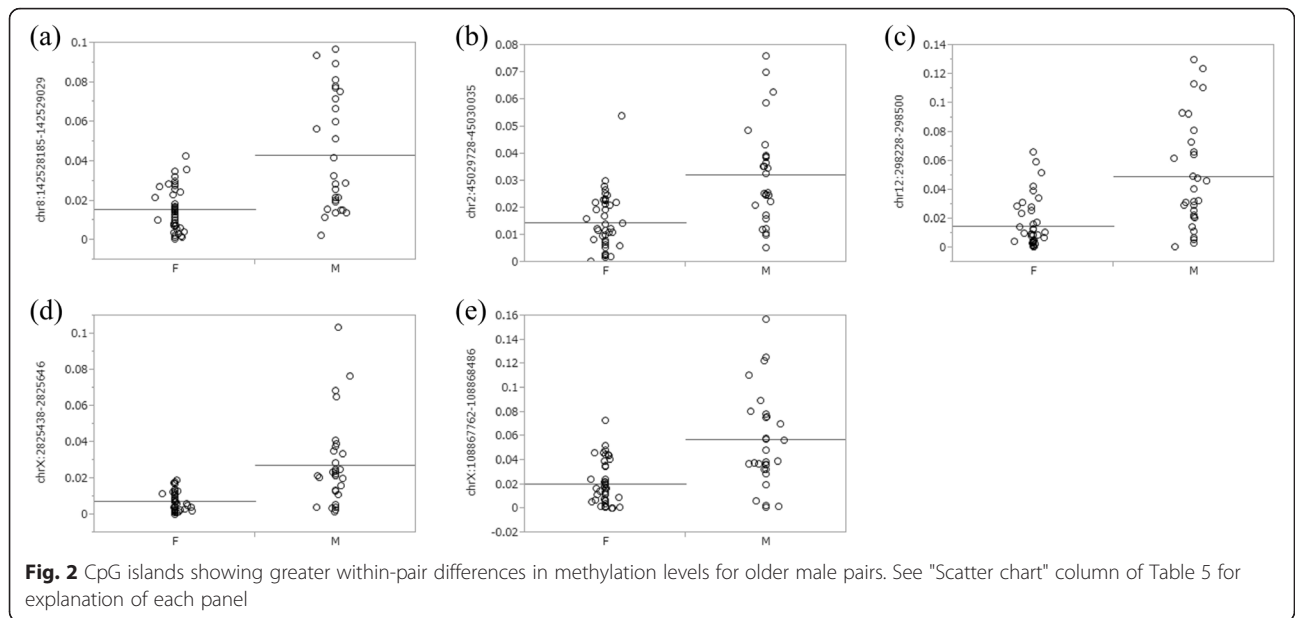 (a)
chr8:142528185-142529029
0.1
0.08
0.06
0.04
0.02
0
F M
(b)
chr2:45029728-45030035
0.08
0.07
0.06
0.05
0.04
0.03
0.02
0.01
0
F M
(c)
chr12:298228-298500
0.14
0.12
0.1
0.08
0.06
0.04
0.02
0
F M
(d)
chrX:2825438-2825646
0.1
0.08
0.06
0.04
0.02
0
F M
(e)
chrX:108867762-108868486
0.16
0.14
0.12
0.1
0.08
0.06
0.04
0.02
0
-0.02
F M
Fig. 2 CpG islands showing greater within-pair differences in methylation levels for older male pairs. See "Scatter chart" column of Table 5 for
explanation of each panel